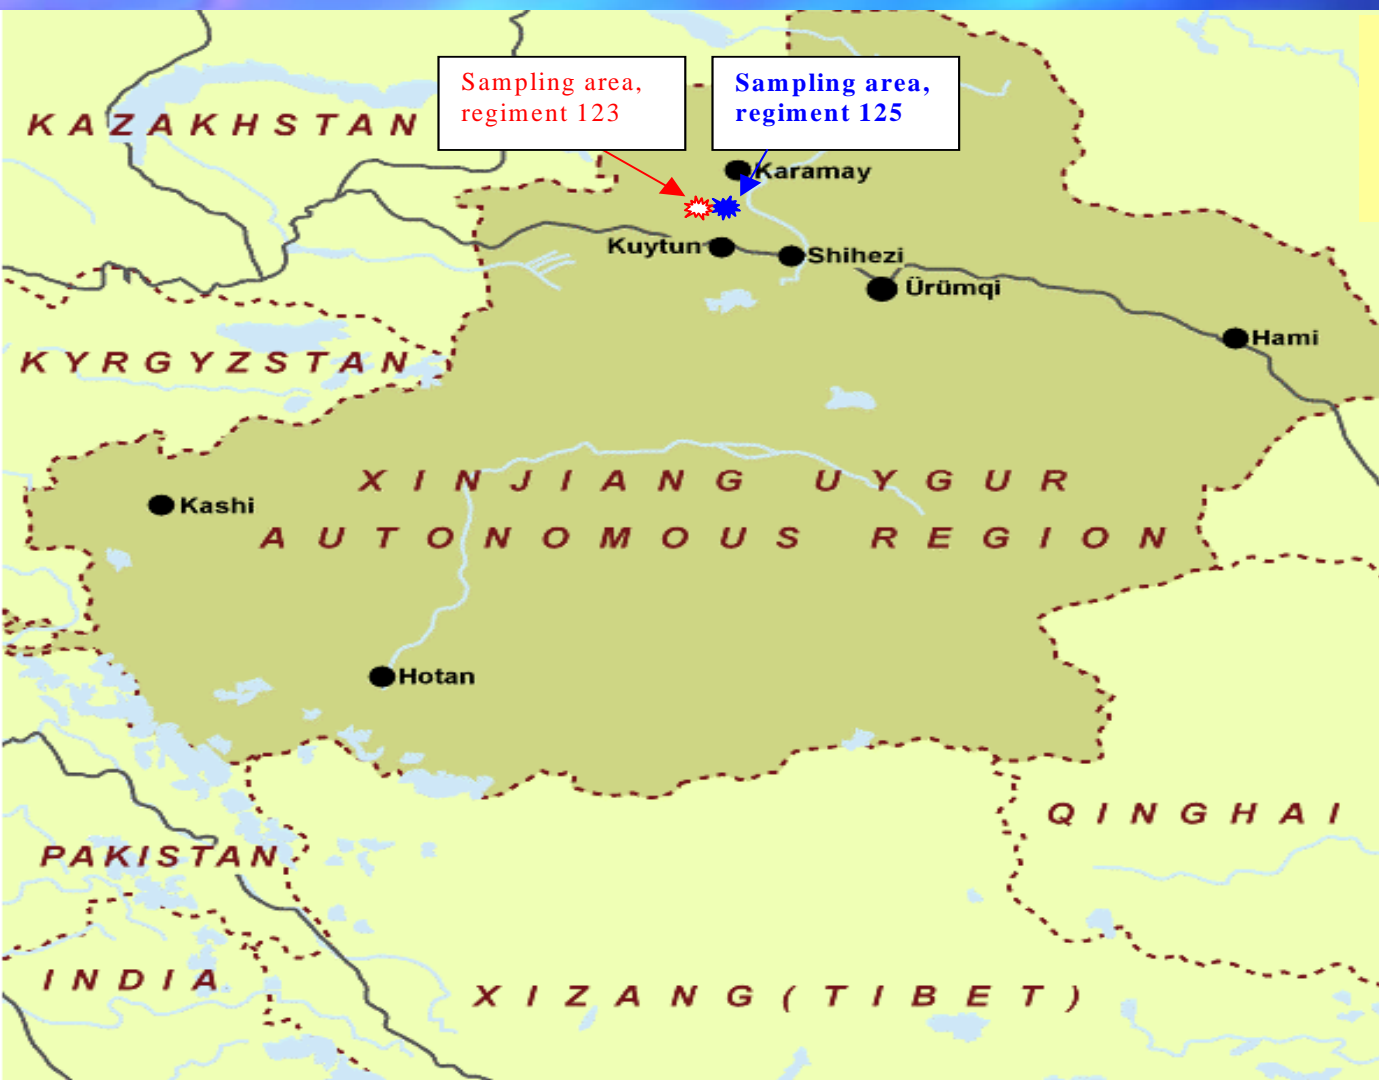 Sampling area,
regiment 123
Sampling area,
regiment 125
KAZAKHSTAN
Karamay
Kuytun
Shihezi
Ürümqi
Hami
KYRGYZSTAN
XINJIANG UYGUR
AUTONOMOUS REGION
Kashi
Hotan
QINGHAI
PAKISTAN
INDIA
XIZANG (TIBET)